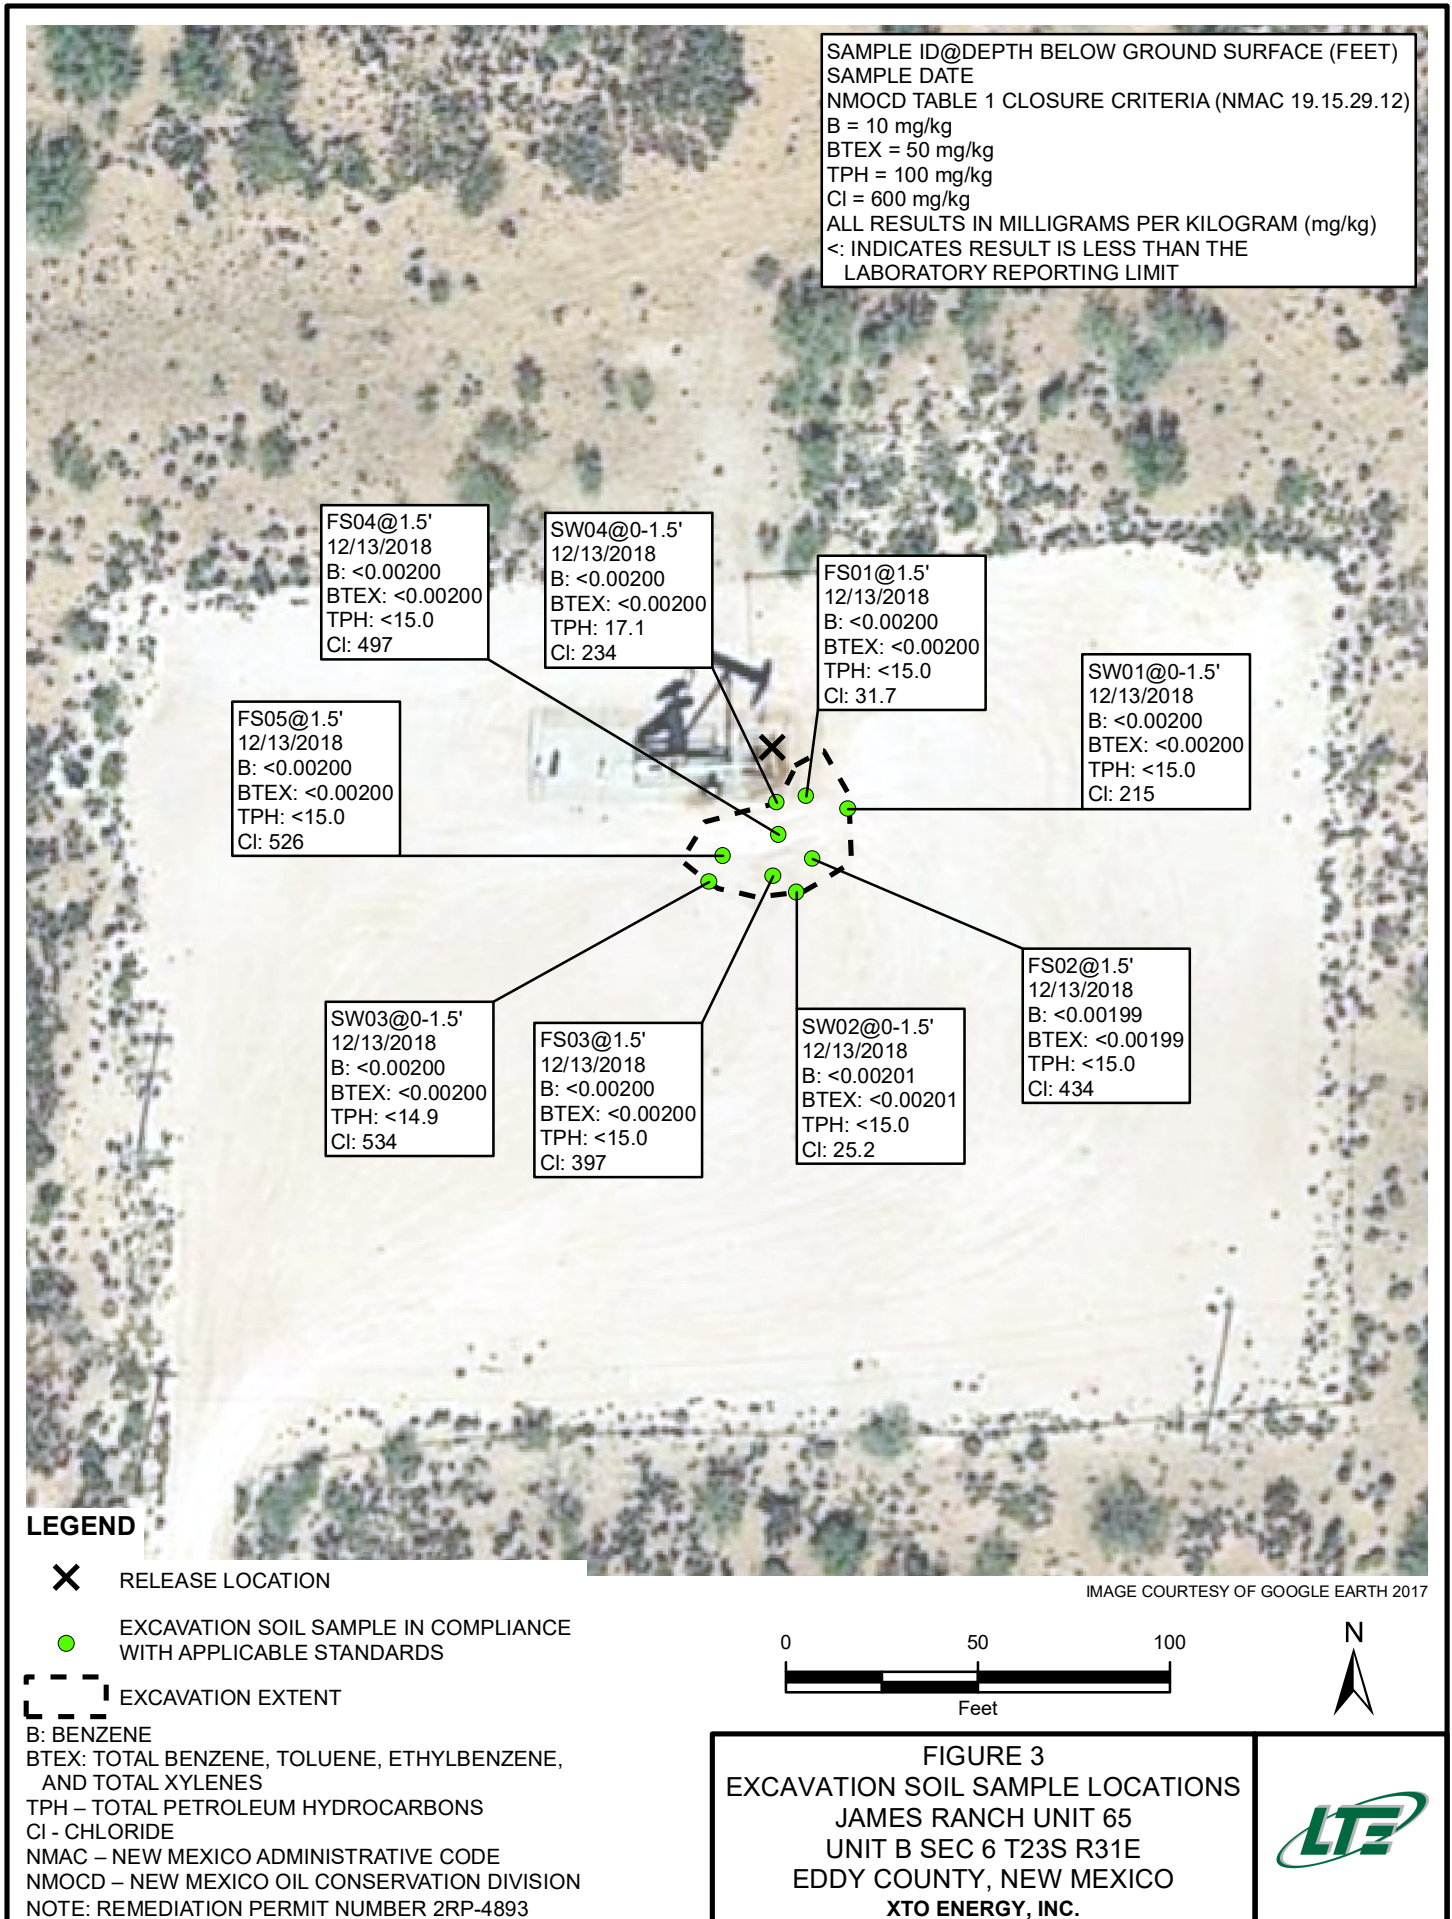 SAMPLE ID@DEPTH BELOW GROUND SURFACE (FEET)
SAMPLE DATE
NMOCD TABLE 1 CLOSURE CRITERIA (NMAC 19.15.29.12)
B = 10 mg/kg
BTEX = 50 mg/kg
TPH = 100 mg/kg
Cl = 600 mg/kg
ALL RESULTS IN MILLIGRAMS PER KILOGRAM (mg/kg)
<: INDICATES RESULT IS LESS THAN THE
LABORATORY REPORTING LIMIT
FS04@1.5'
12/13/2018
B: <0.00200
BTEX: <0.00200
TPH: <15.0
Cl: 497
SW04@0-1.5'
12/13/2018
B: <0.00200
BTEX: <0.00200
TPH: 17.1
Cl: 234
FS01@1.5'
12/13/2018
B: <0.00200
BTEX: <0.00200
TPH: <15.0
Cl: 31.7
SW01@0-1.5'
12/13/2018
B: <0.00200
BTEX: <0.00200
TPH: <15.0
Cl: 215
FS05@1.5'
12/13/2018
B: <0.00200
BTEX: <0.00200
TPH: <15.0
Cl: 526
SW03@0-1.5'
12/13/2018
B: <0.00200
BTEX: <0.00200
TPH: <14.9
Cl: 534
FS03@1.5'
12/13/2018
B: <0.00200
BTEX: <0.00200
TPH: <15.0
Cl: 397
SW02@0-1.5'
12/13/2018
B: <0.00201
BTEX: <0.00201
TPH: <15.0
Cl: 25.2
FS02@1.5'
12/13/2018
B: <0.00199
BTEX: <0.00199
TPH: <15.0
Cl: 434
LEGEND
RELEASE LOCATION
EXCAVATION SOIL SAMPLE IN COMPLIANCE
WITH APPLICABLE STANDARDS
EXCAVATION EXTENT
B: BENZENE
BTEX: TOTAL BENZENE, TOLUENE, ETHYLBENZENE,
AND TOTAL XYLENES
TPH – TOTAL PETROLEUM HYDROCARBONS
Cl - CHLORIDE
NMAC – NEW MEXICO ADMINISTRATIVE CODE
NMOCD – NEW MEXICO OIL CONSERVATION DIVISION
NOTE: REMEDIATION PERMIT NUMBER 2RP-4893
IMAGE COURTESY OF GOOGLE EARTH 2017
0 50 100
Feet
N
FIGURE 3
EXCAVATION SOIL SAMPLE LOCATIONS
JAMES RANCH UNIT 65
UNIT B SEC 6 T23S R31E
EDDY COUNTY, NEW MEXICO
XTO ENERGY, INC.
LTE